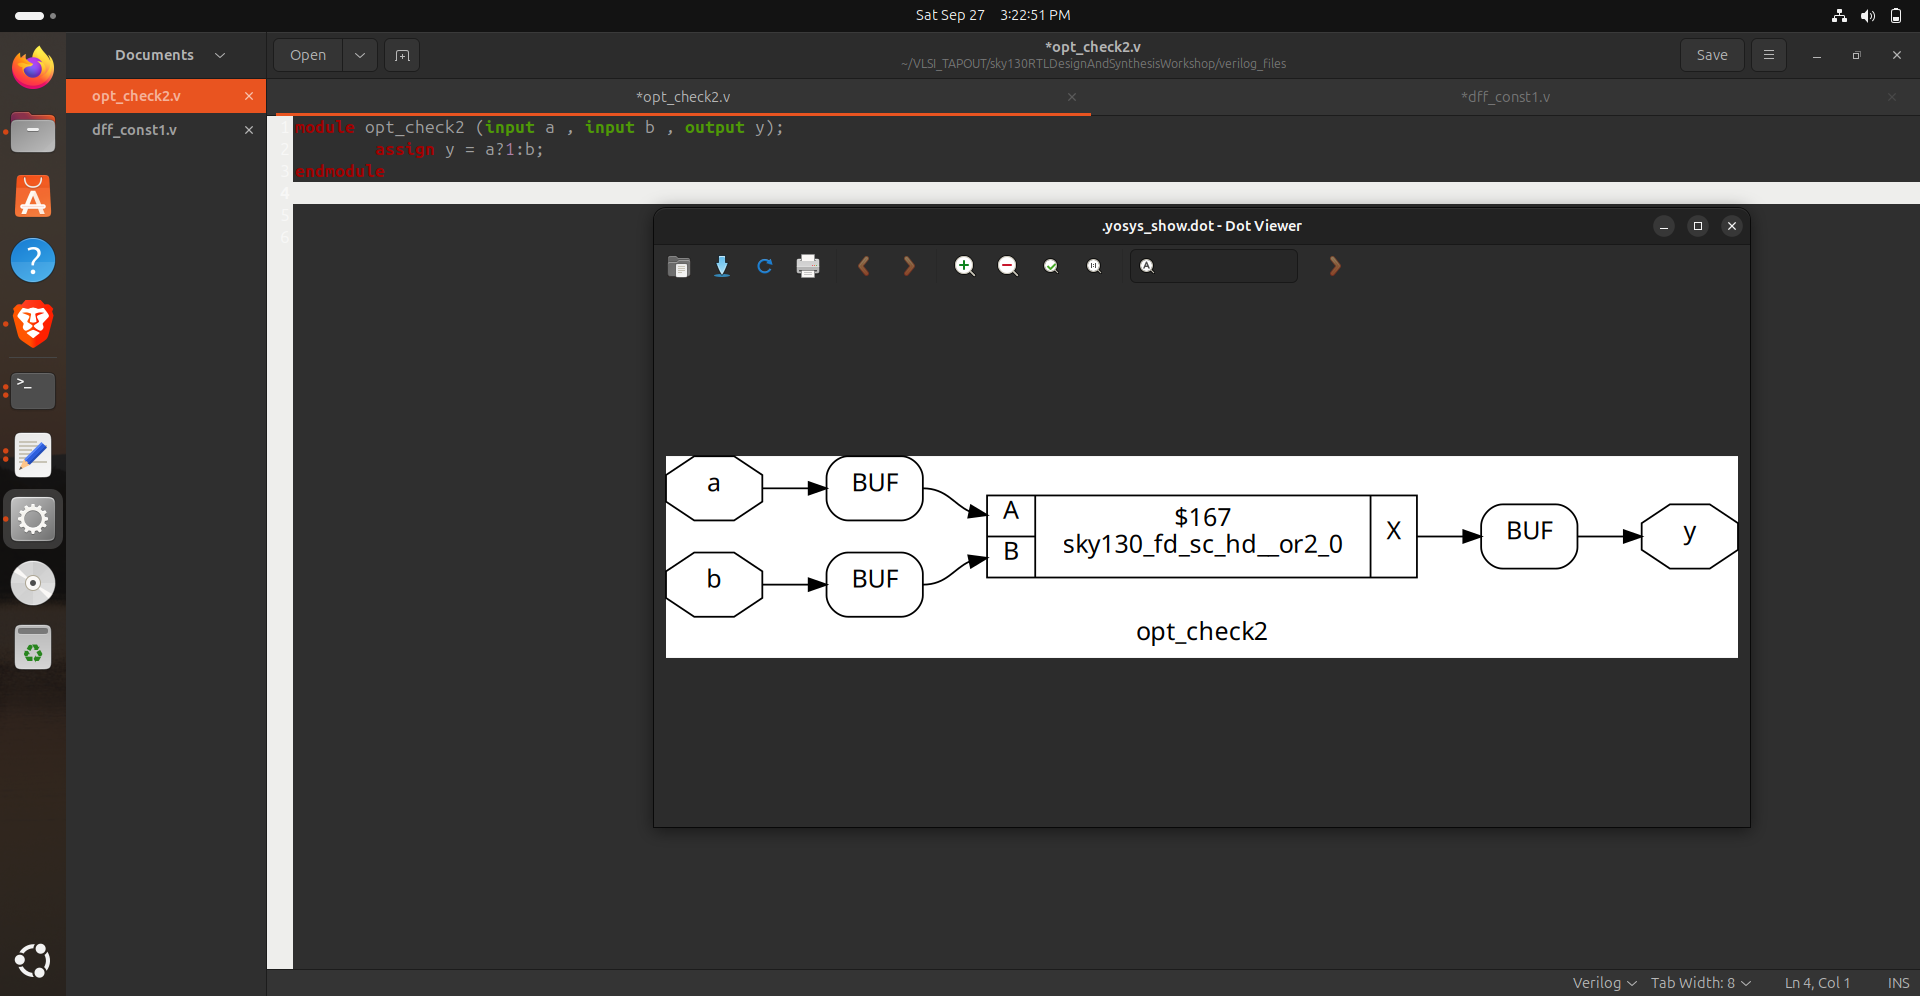 Sat Sep 27 3:22:51 PM
Documents
Open
*opt_check2.v
~/VLSI_TAPOUT/sky130RTLDesignAndSynthesisWorkshop/verilog_files
Save
opt_check2.v
dff_const1.v
*opt_check2.v
*dff_const1.v
1 module opt_check2 (input a , input b , output y);
2 assign y = a?1:b;
3 endmodule
4
5
6
.yosys_show.dot - Dot Viewer
a
BUF
A
$167
sky130_fd_sc_hd__or2_0
X
BUF
y
b
BUF
B
opt_check2
Verilog
Tab Width: 8
Ln 4, Col 1
INS